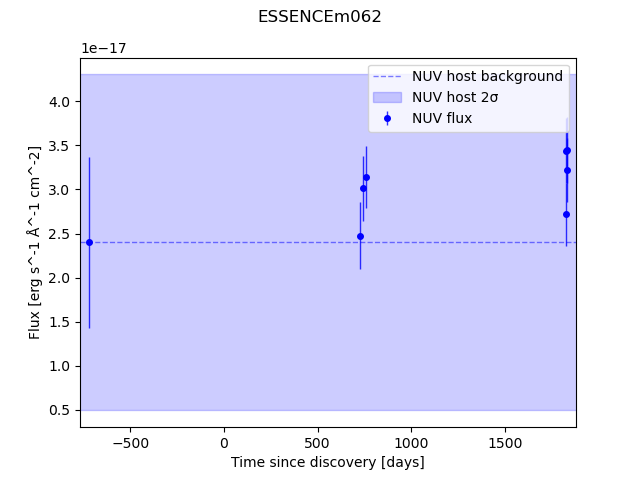 ESSENCEm062
1e−17
NUV host background
NUV host 2σ
NUV flux
4.0
3.5
3.0
2.5
2.0
1.5
1.0
0.5
Flux [erg s^-1 Å^-1 cm^-2]
−500
0
500
1000
1500
Time since discovery [days]